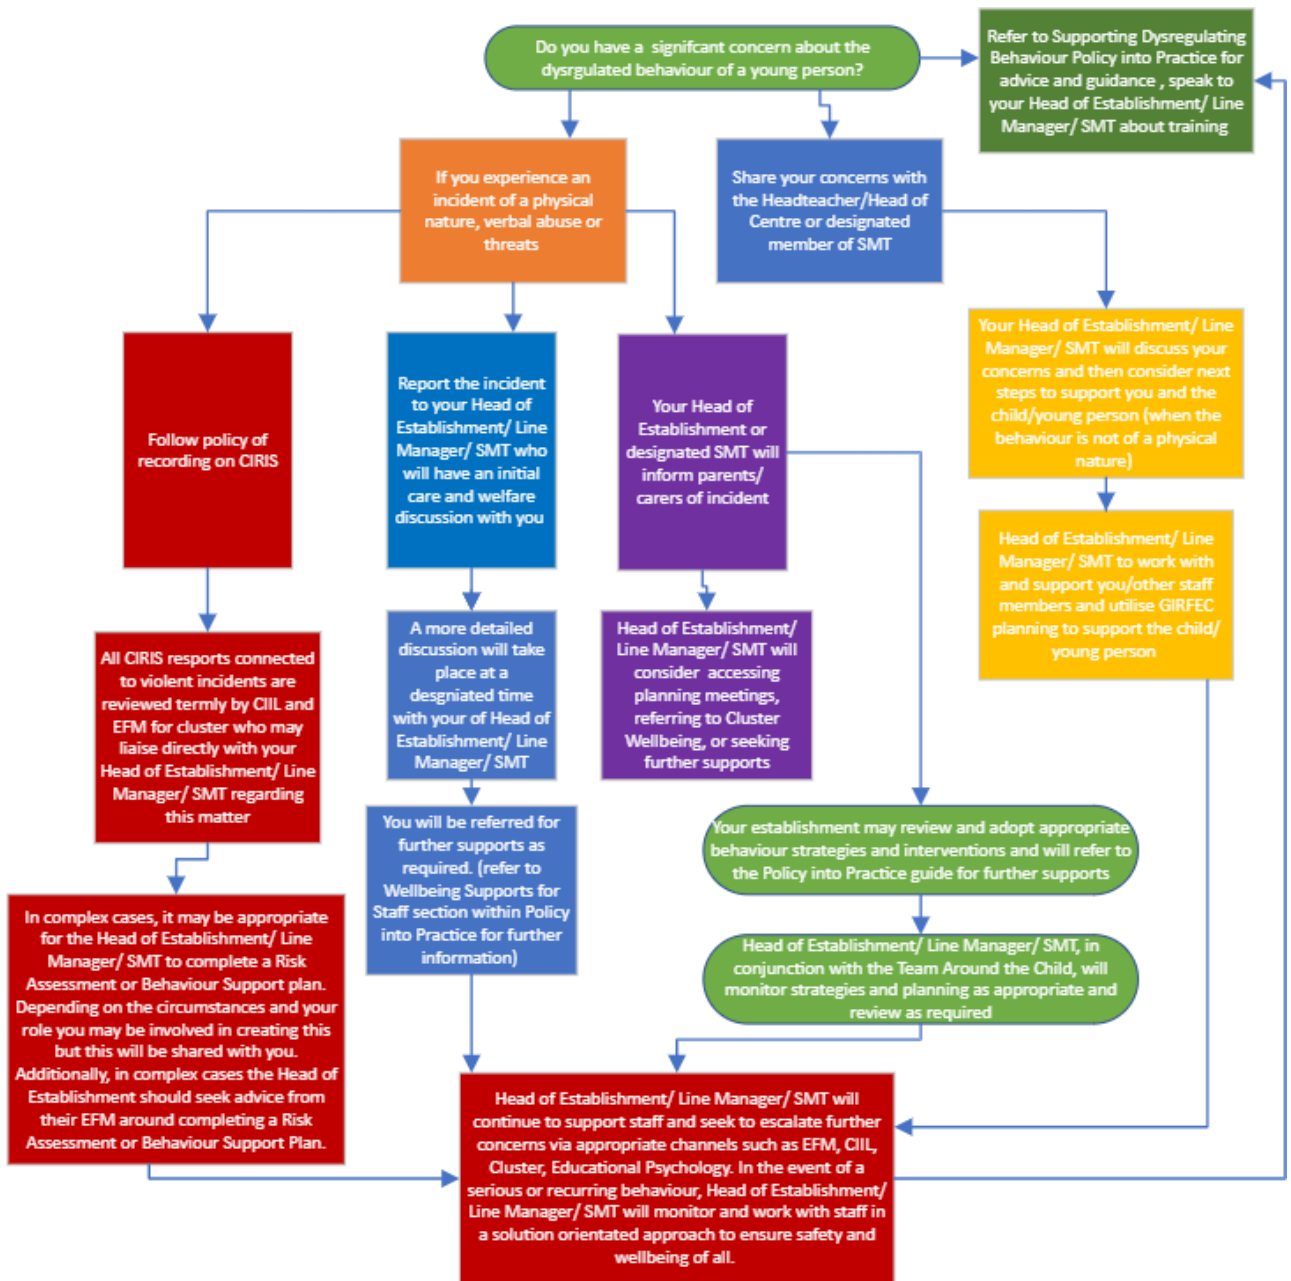 Do you have a signifcant concern about the
dysrgulated behaviour of a young person?
Refer to Supporting Dysregulating
Behaviour Policy into Practice for
advice and guidance , speak to
your Head of Establishment/ Line
Manager/ SMT about training
If you experience an
incident of a physical
nature, verbal abuse or
threats
Share your concerns with
the Headteacher/Head of
Centre or designated
member of SMT
Follow policy of
recording on CIRIS
Report the incident
to your Head of
Establishment/ Line
Manager/ SMT who
will have an initial
care and welfare
discussion with you
Your Head of
Establishment or
designated SMT will
inform parents/
carers of incident
Your Head of Establishment/ Line
Manager/ SMT will discuss your
concerns and then consider next
steps to support you and the
child/young person (when the
behaviour is not of a physical
nature)
Head of Establishment/ Line
Manager/ SMT to work with
and support you/other staff
members and utilise GIRFEC
planning to support the child/
young person
All CIRIS resports connected
to violent incidents are
reviewed termly by CIIL and
EFM for cluster who may
liaise directly with your
Head of Establishment/ Line
Manager/ SMT regarding
this matter
A more detailed
discussion will take
place at a
desgniated time
with your of Head of
Establishment/ Line
Manager/ SMT
Head of Establishment/
Line Manager/ SMT will
consider accessing
planning meetings,
referring to Cluster
Wellbeing, or seeking
further supports
You will be referred for
further supports as
required. (refer to
Wellbeing Supports for
Staff section within Policy
into Practice for further
information)
Your establishment may review and adopt appropriate
behaviour strategies and interventions and will refer to
the Policy into Practice guide for further supports
In complex cases, it may be appropriate
for the Head of Establishment/ Line
Manager/ SMT to complete a Risk
Assessment or Behaviour Support plan.
Depending on the circumstances and your
role you may be involved in creating this
but this will be shared with you.
Additionally, in complex cases the Head of
Establishment should seek advice from
their EFM around completing a Risk
Assessment or Behaviour Support Plan.
Head of Establishment/ Line Manager/ SMT, in
conjunction with the Team Around the Child, will
monitor strategies and planning as appropriate and
review as required
Head of Establishment/ Line Manager/ SMT will
continue to support staff and seek to escalate further
concerns via appropriate channels such as EFM, CIIL,
Cluster, Educational Psychology. In the event of a
serious or recurring behaviour, Head of Establishment/
Line Manager/ SMT will monitor and work with staff in
a solution orientated approach to ensure safety and
wellbeing of all.